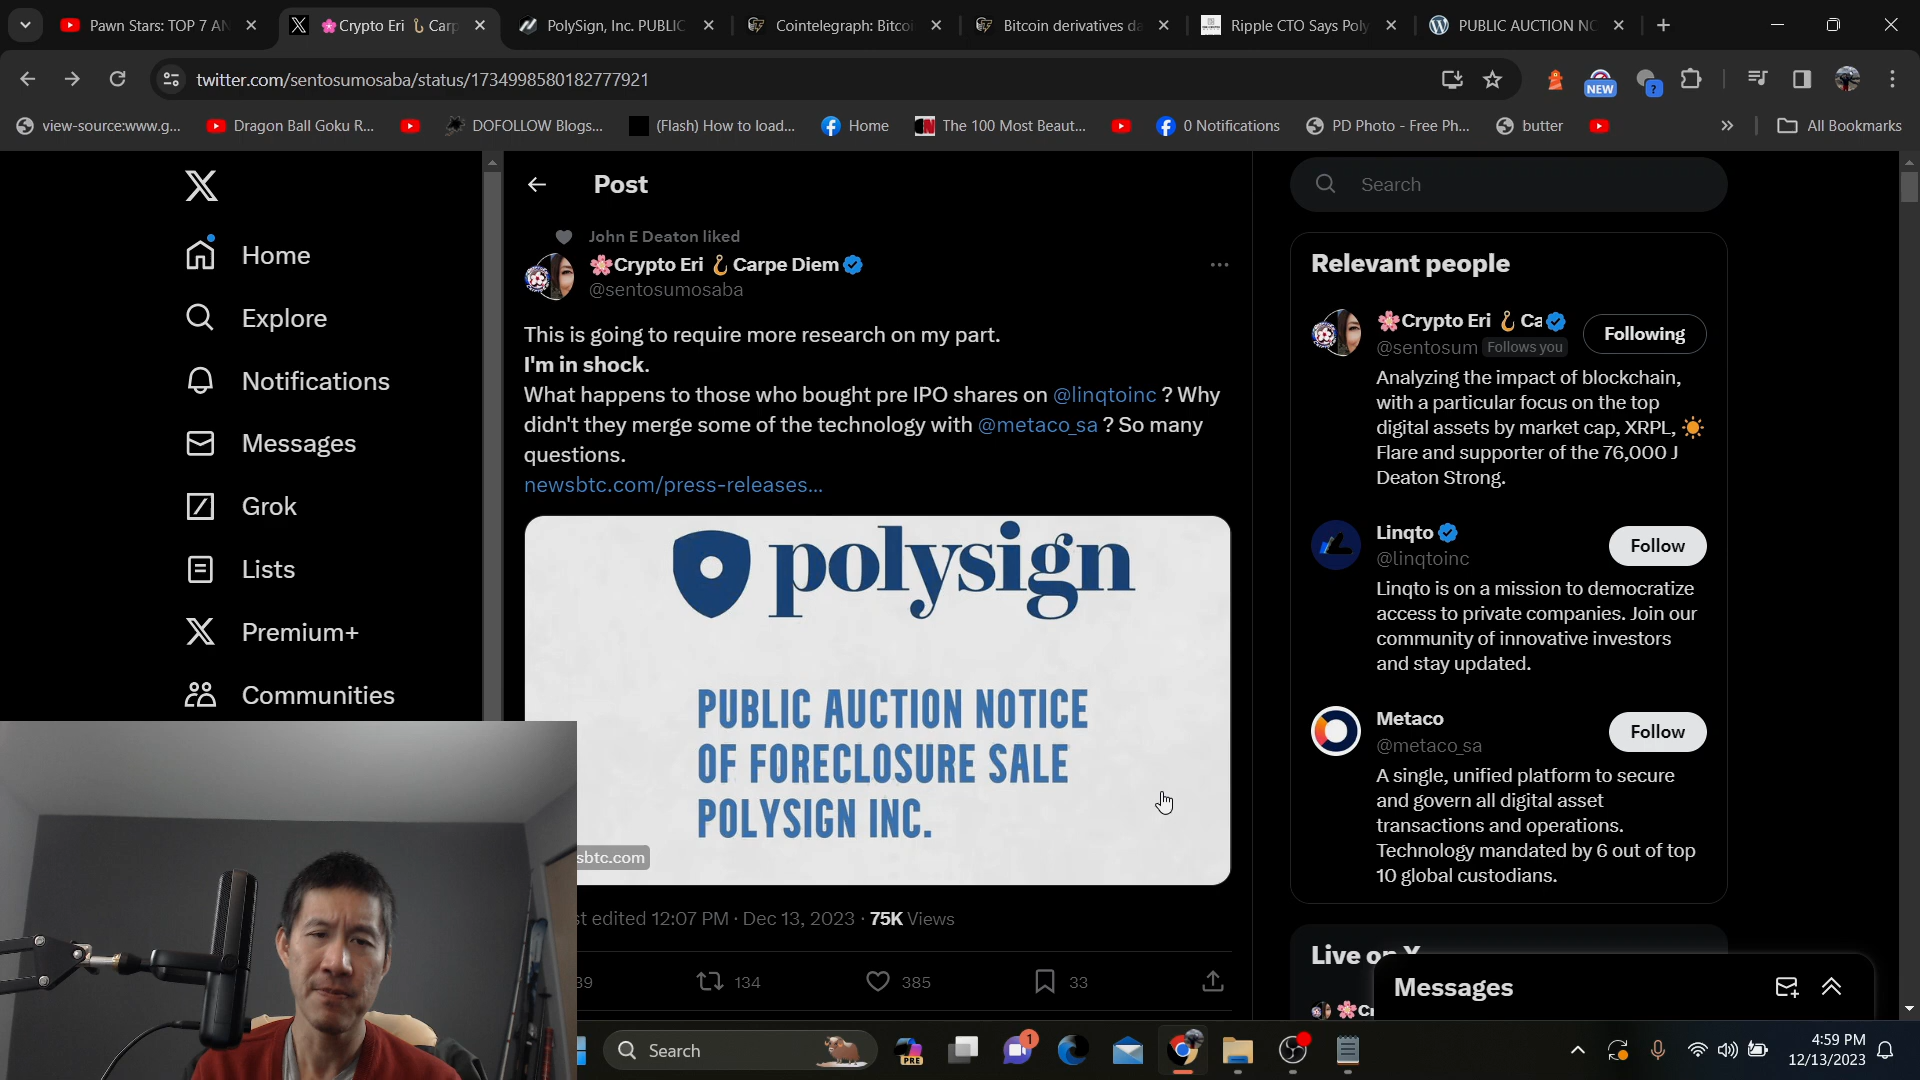 Pawn Stars: TOP 7 AN
Crypto Eri Carp
PolySign, Inc. PUBLIC
Cointelegraph: Bitcoi
Bitcoin derivatives da
Ripple CTO Says Poly
PUBLIC AUCTION NO
twitter.com/sentosumosaba/status/1734998580182777921
NEW
?
view-source:www.g...
Dragon Ball Goku R...
DOFOLLOW Blogs...
(Flash) How to load...
Home
The 100 Most Beaut...
0 Notifications
PD Photo - Free Ph...
butter
All Bookmarks
Home
Explore
Notifications
Messages
Grok
Lists
Premium+
Communities
Post
John E Deaton liked
🌸Crypto Eri 🪝Carpe Diem
@sentosumosaba
This is going to require more research on my part.
I'm in shock.
What happens to those who bought pre IPO shares on @linqtoinc ? Why
didn't they merge some of the technology with @metaco_sa ? So many
questions.
newsbtc.com/press-releases...
polysign
PUBLIC AUCTION NOTICE
OF FORECLOSURE SALE
POLYSIGN INC.
sbtc.com
st edited 12:07 PM · Dec 13, 2023 · 75K Views
39
134
385
33
Search
Relevant people
🌸Crypto Eri 🪝Ca
@sentosum Follows you
Following
Analyzing the impact of blockchain,
with a particular focus on the top
digital assets by market cap, XRPL, ☀️
Flare and supporter of the 76,000 J
Deaton Strong.
Linqto
@linqtoinc
Follow
Linqto is on a mission to democratize
access to private companies. Join our
community of innovative investors
and stay updated.
Metaco
@metaco_sa
Follow
A single, unified platform to secure
and govern all digital asset
transactions and operations.
Technology mandated by 6 out of top
10 global custodians.
Live on X
🌸Cr
Messages
Search
PRE
1
4:59 PM
12/13/2023